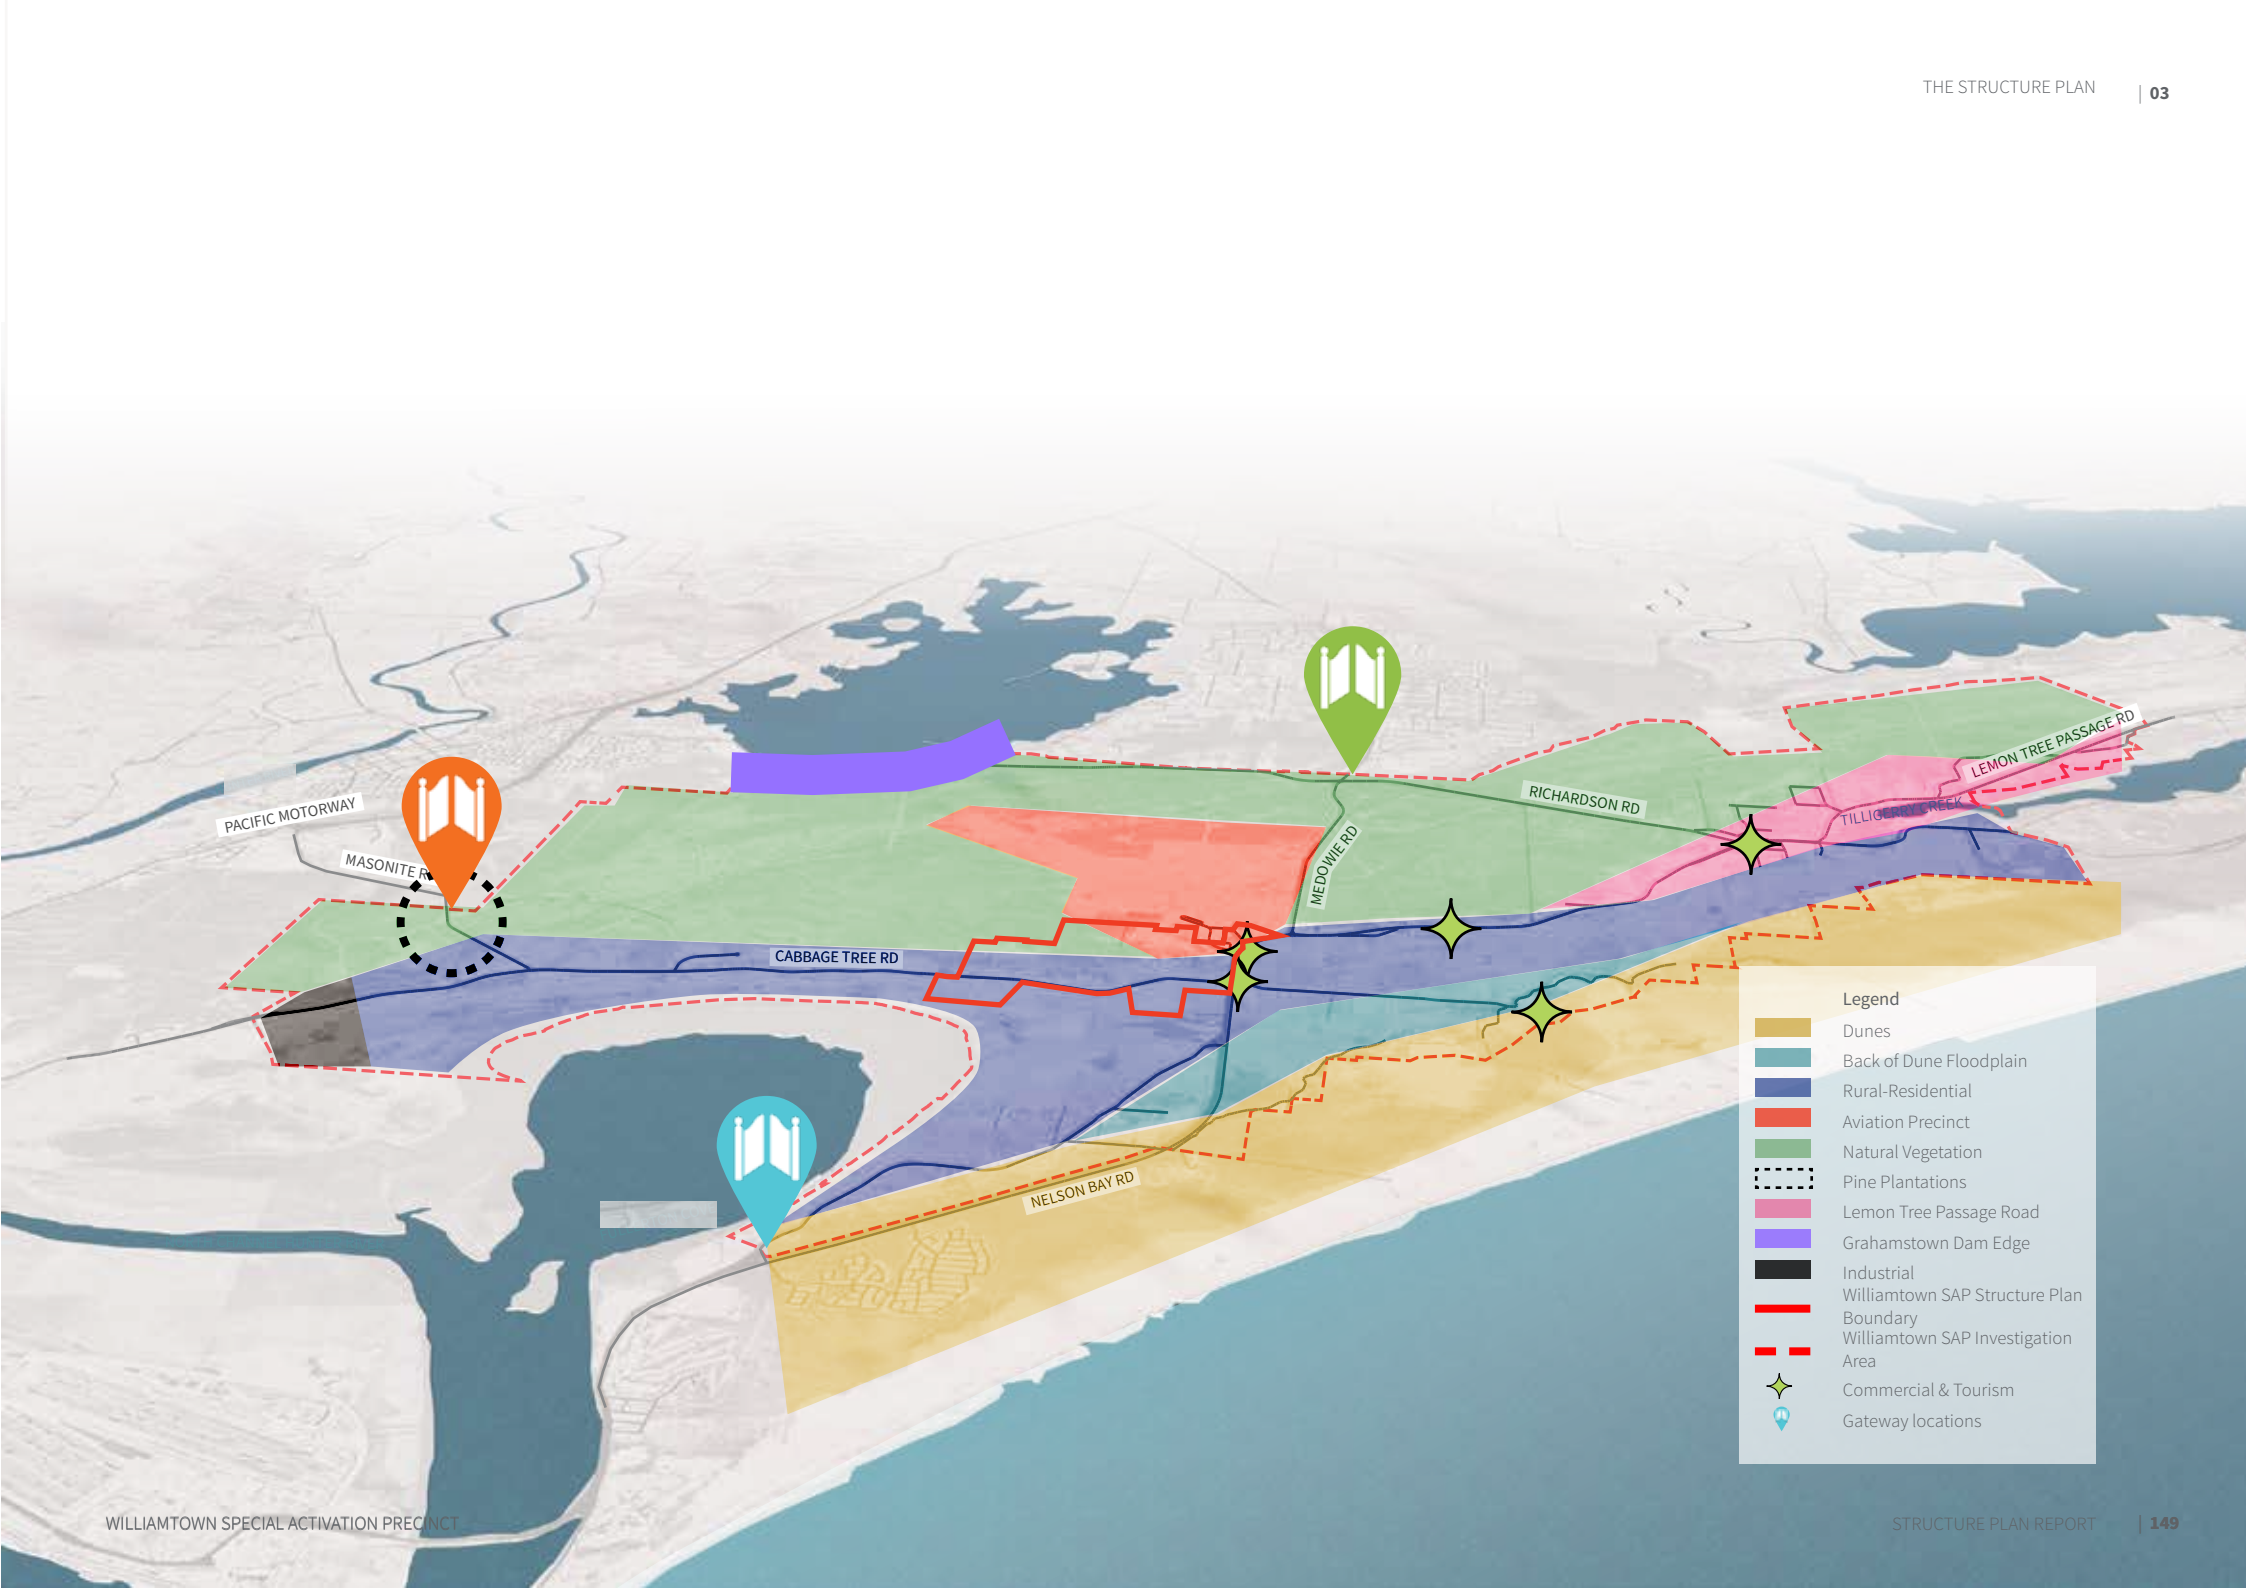 THE STRUCTURE PLAN | 03
LEMON TREE PASSAGE RD
RICHARDSON RD
TILLIGERRY CREEK
PACIFIC MOTORWAY
MASONITE R
MEDOWIE RD
CABBAGE TREE RD
NELSON BAY RD
Legend
Dunes
Back of Dune Floodplain
Rural-Residential
Aviation Precinct
Natural Vegetation
Pine Plantations
Lemon Tree Passage Road
Grahamstown Dam Edge
Industrial
Williamtown SAP Structure Plan
Boundary
Williamtown SAP Investigation
Area
Commercial & Tourism
Gateway locations
WILLIAMTOWN SPECIAL ACTIVATION PRECINCT
STRUCTURE PLAN REPORT | 149